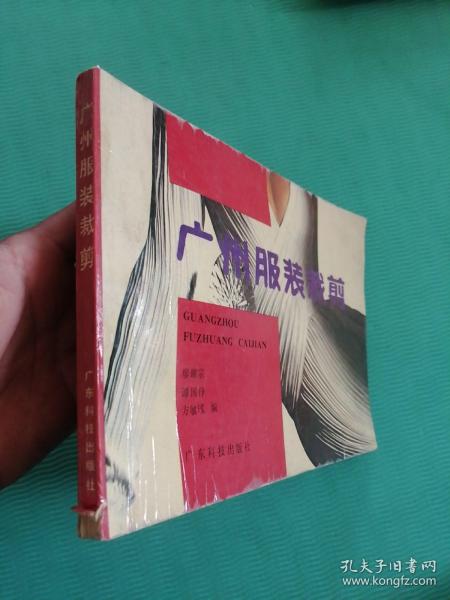 广州服装裁剪
广东科技出版社
广州服装裁剪
GUANGZHOU
FUZHUANG CAIJIAN
编
广东科技出版社
孔夫子旧书网
www.kongfz.com